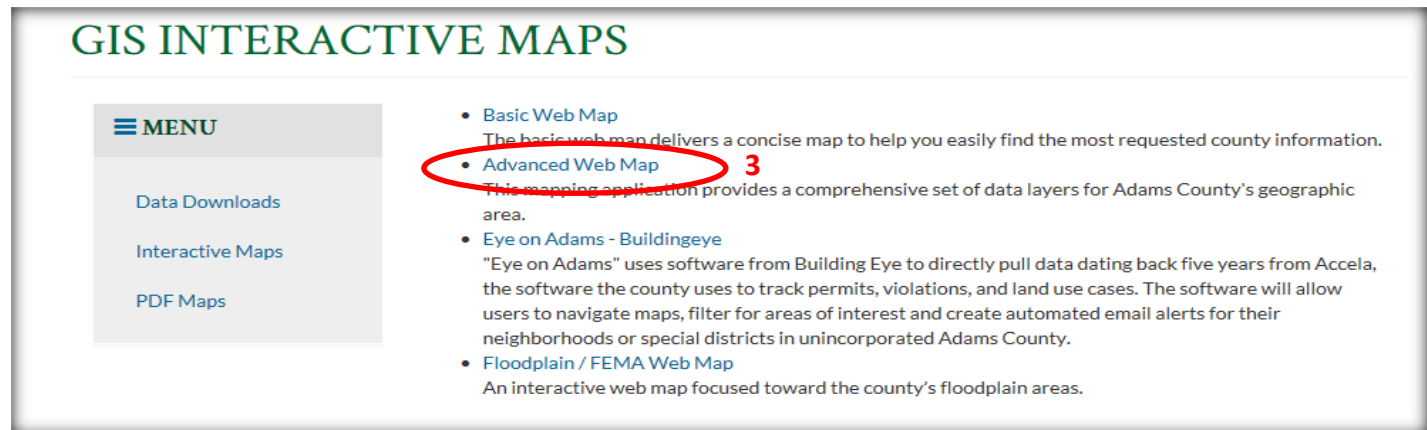 GIS INTERACTIVE MAPS
MENU
Data Downloads
Interactive Maps
PDF Maps
• Basic Web Map
The basic web map delivers a concise map to help you easily find the most requested county information.
• Advanced Web Map 3
This mapping application provides a comprehensive set of data layers for Adams County's geographic
area.
• Eye on Adams - Buildingeye
"Eye on Adams" uses software from Building Eye to directly pull data dating back five years from Accela,
the software the county uses to track permits, violations, and land use cases. The software will allow
users to navigate maps, filter for areas of interest and create automated email alerts for their
neighborhoods or special districts in unincorporated Adams County.
• Floodplain / FEMA Web Map
An interactive web map focused toward the county’s floodplain areas.